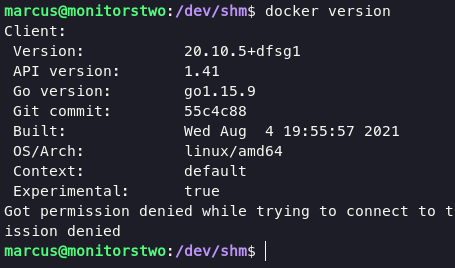 marcus@monitorstwo:/dev/shm$ docker version
Client:
 Version:           20.10.5+dfsg1
 API version:       1.41
 Go version:        go1.15.9
 Git commit:        55c4c88
 Built:             Wed Aug  4 19:55:57 2021
 OS/Arch:           linux/amd64
 Context:           default
 Experimental:      true
Got permission denied while trying to connect to t
ission denied
marcus@monitorstwo:/dev/shm$